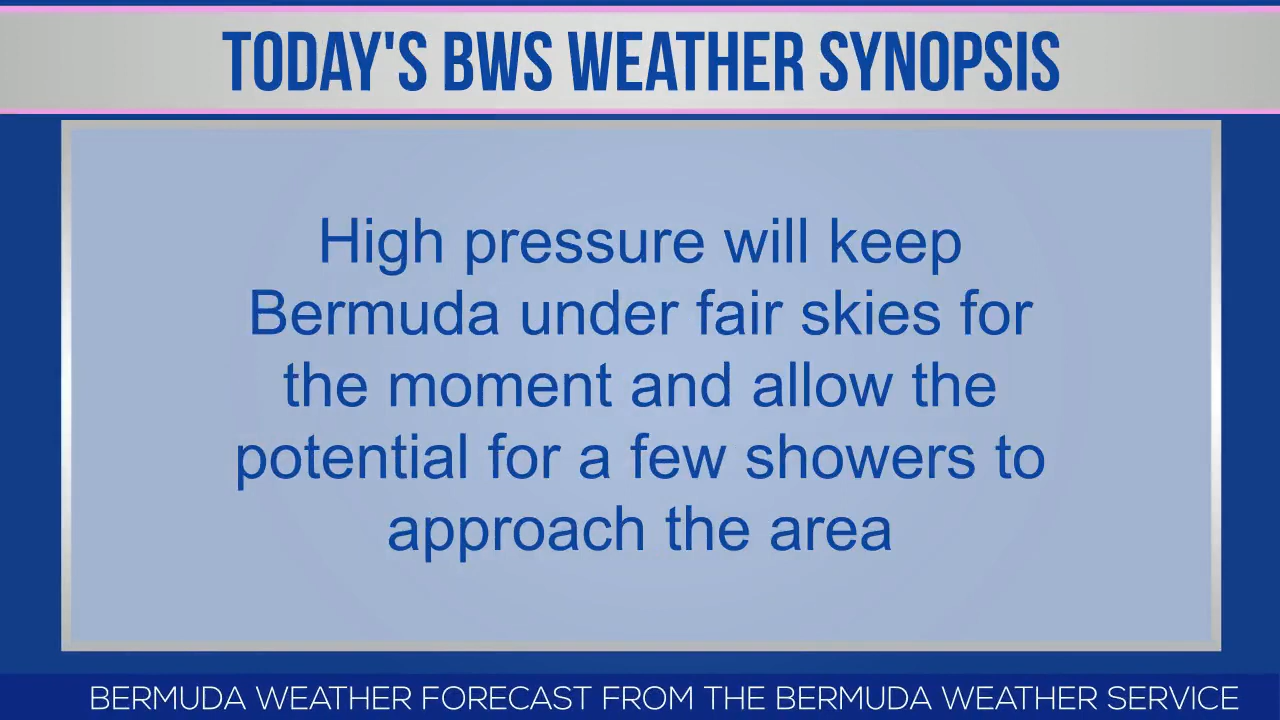 TODAY'S BWS WEATHER SYNOPSIS
High pressure will keep
Bermuda under fair skies for
the moment and allow the
potential for a few showers to
approach the area
BERMUDA WEATHER FORECAST FROM THE BERMUDA WEATHER SERVICE